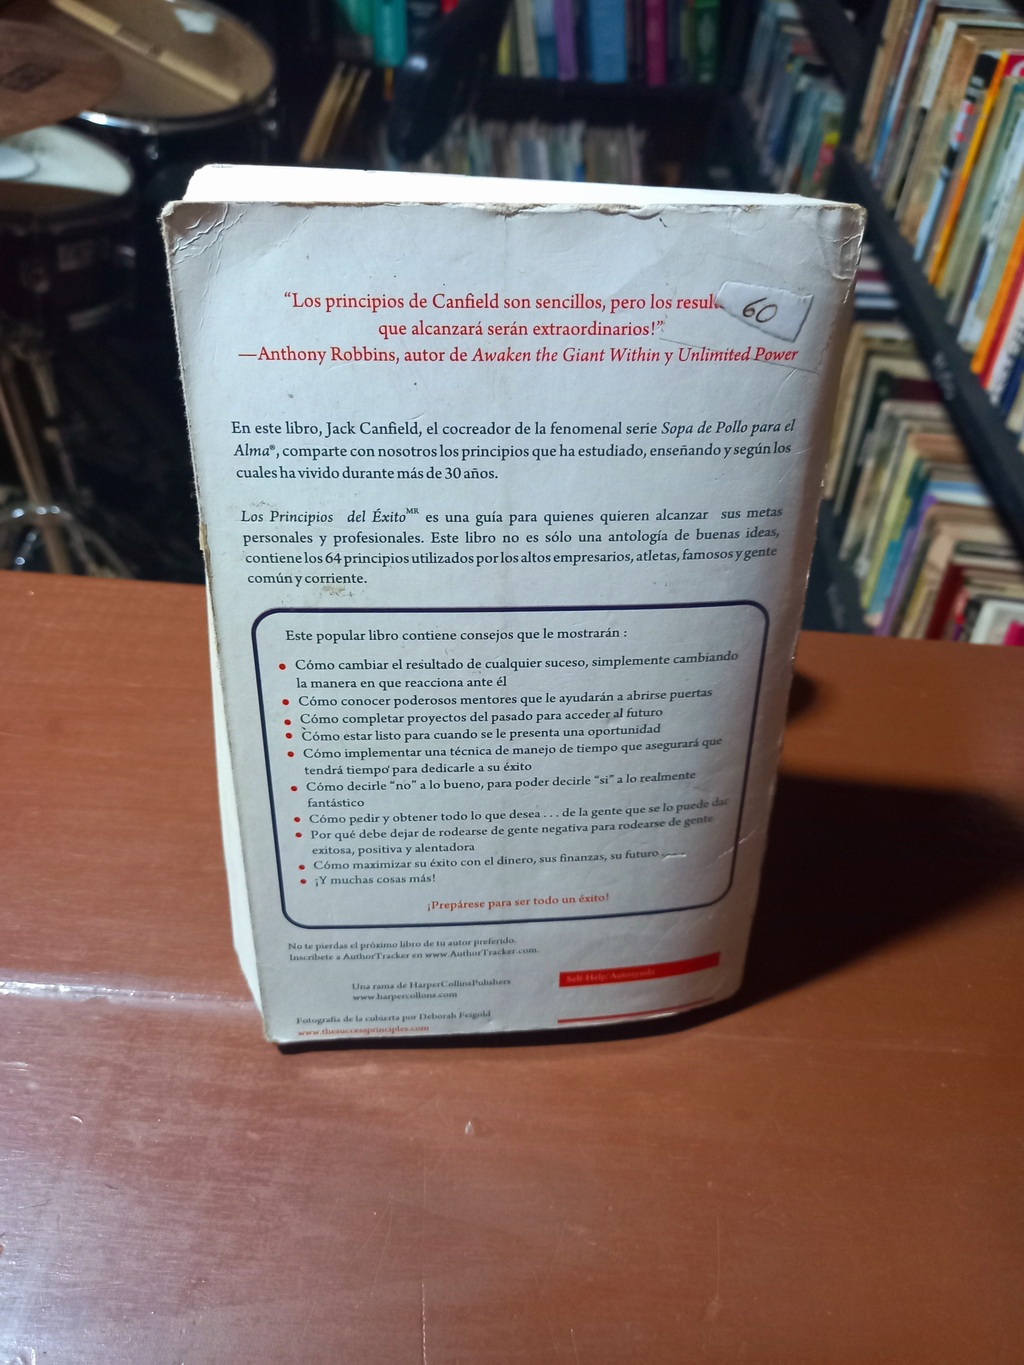 “Los principios de Canfield son sencillos, pero los resul
60
que alcanzará serán extraordinarios!”
—Anthony Robbins, autor de Awaken the Giant Within y Unlimited Power
En este libro, Jack Canfield, el cocreador de la fenomenal serie Sopa de Pollo para el
Alma®, comparte con nosotros los principios que ha estudiado, enseñando y según los
cuales ha vivido durante más de 30 años.
Los Principios del Éxito MR es una guía para quienes quieren alcanzar sus metas
personales y profesionales. Este libro no es sólo una antología de buenas ideas,
contiene los 64 principios utilizados por los altos empresarios, atletas, famosos y gente
común y corriente.
Este popular libro contiene consejos que le mostrarán :
• Cómo cambiar el resultado de cualquier suceso, simplemente cambiando
la manera en que reacciona ante él
• Cómo conocer poderosos mentores que le ayudarán a abrirse puertas
• Cómo completar proyectos del pasado para acceder al futuro
• Cómo estar listo para cuando se le presenta una oportunidad
• Cómo implementar una técnica de manejo de tiempo que asegurará que
tendrá tiempo para dedicarle a su éxito
• Cómo decirle “no” a lo bueno, para poder decirle “si” a lo realmente
fantástico
• Cómo pedir y obtener todo lo que desea . . . de la gente que se lo puede dar
• Por qué debe dejar de rodearse de gente negativa para rodearse de gente
exitosa, positiva y alentadora
• Cómo maximizar su éxito con el dinero, sus finanzas, su futuro
• ¡Y muchas cosas más!
¡Prepárese para ser todo un éxito!
No te pierdas el próximo libro de tu autor preferido.
Inscríbete a AuthorTracker en www.AuthorTracker.com.
Una rama de HarperCollinsPublishers
www.harpercollons.com
Self-Help/Autoayuda
Fotografía de la cubierta por Deborah Feigold
www.thesuccessprinciples.com